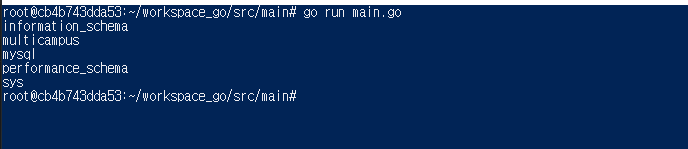 root@cb4b743dda53:~/workspace_go/src/main# go run main.go
information_schema
multicampus
mysql
performance_schema
sys
root@cb4b743dda53:~/workspace_go/src/main#